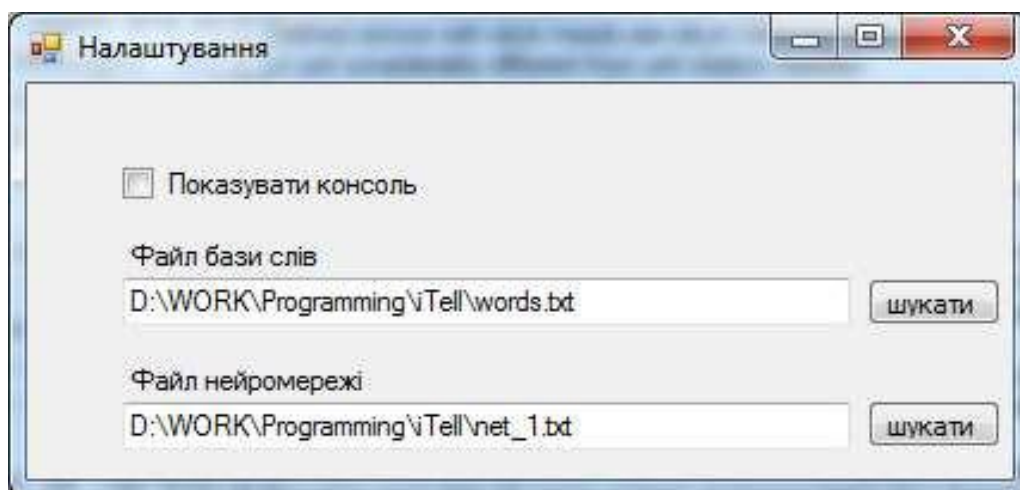 Налаштування
Показувати консоль
Файл бази слів
D:\WORK\Programming\iTell\words.txt
шукати
Файл нейромережі
D:\WORK\Programming\iTell\net_1.txt
шукати